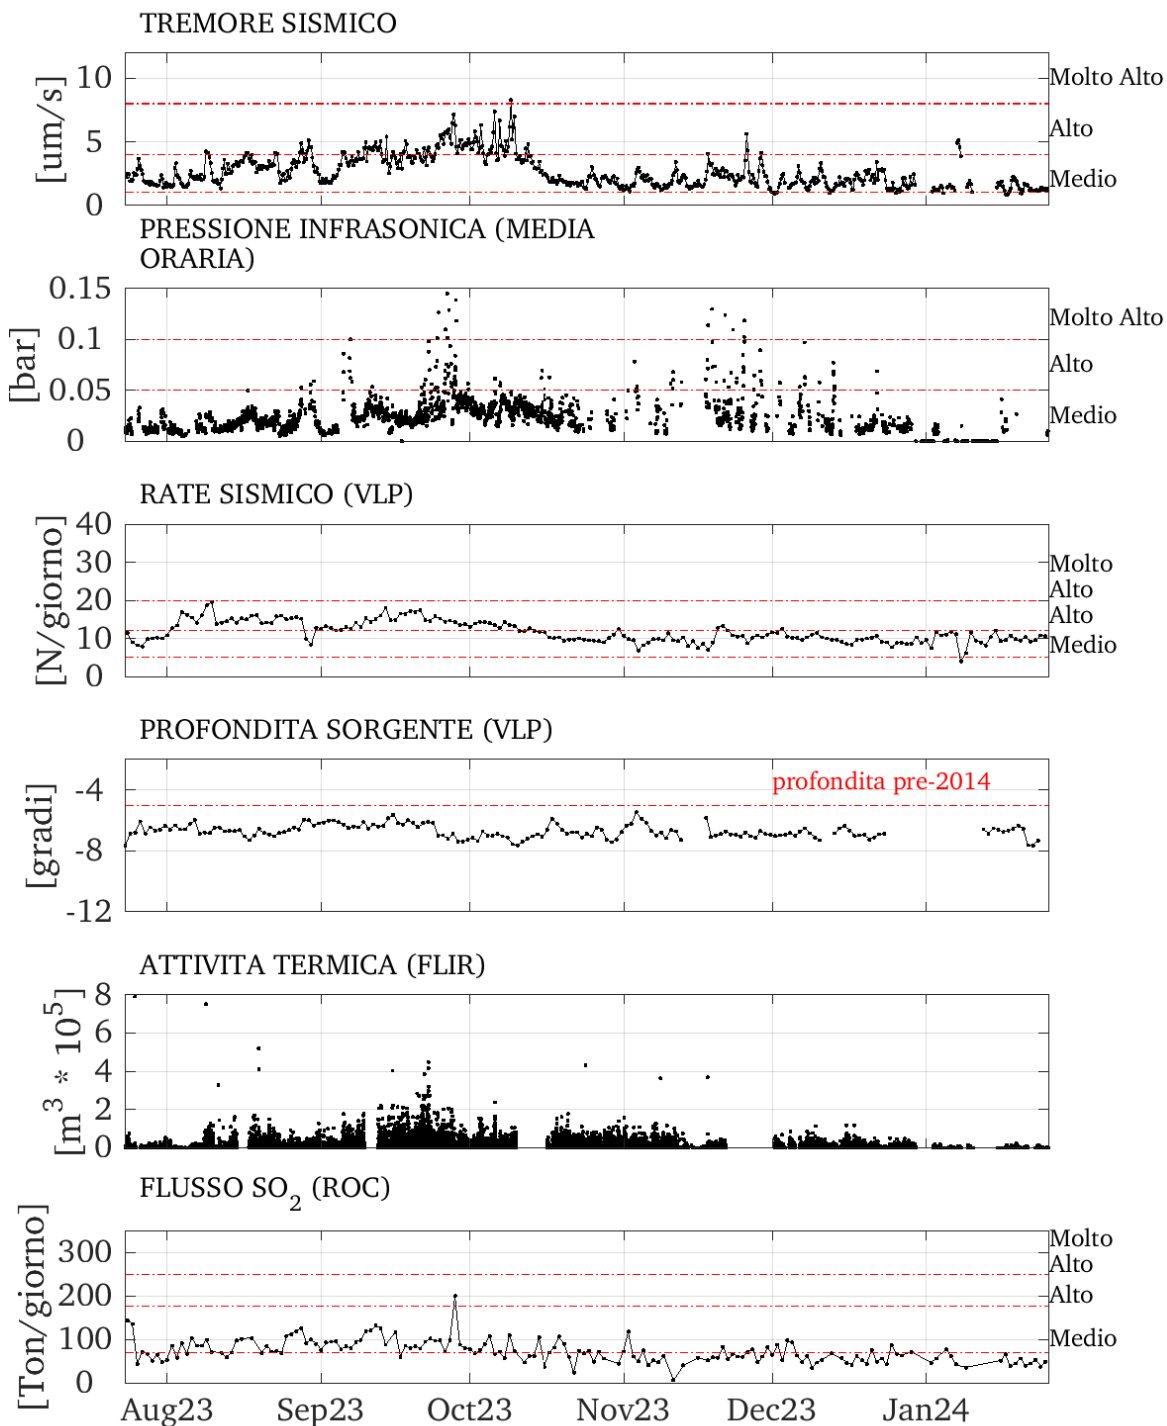 TREMORE SISMICO
[um/s]
10
5
0
Molto Alto
Alto
Medio
PRESSIONE INFRASONICA (MEDIA
ORARIA)
[bar]
0.15
0.1
0.05
0
Molto Alto
Alto
Medio
RATE SISMICO (VLP)
[N/giorno]
40
30
20
10
0
Molto
Alto
Alto
Medio
PROFONDITA SORGENTE (VLP)
[gradi]
-4
-8
-12
profondita pre-2014
ATTIVITA TERMICA (FLIR)
[m³ * 10⁵]
8
6
4
2
0
FLUSSO SO₂ (ROC)
[Ton/giorno]
300
200
100
0
Molto
Alto
Alto
Medio
Aug23 Sep23 Oct23 Nov23 Dec23 Jan24